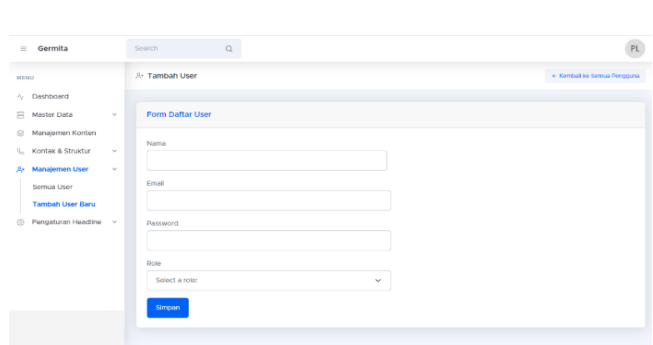 Germita
Search
PL
MENU
Dashboard
Master Data
Manajemen Konten
Kontak & Struktur
Manajemen User
Semua User
Tambah User Baru
Pengaturan Headline
Tambah User
← Kembali ke Semua Pengguna
Form Daftar User
Name
Email
Password
Role
Select a role:
Simpan